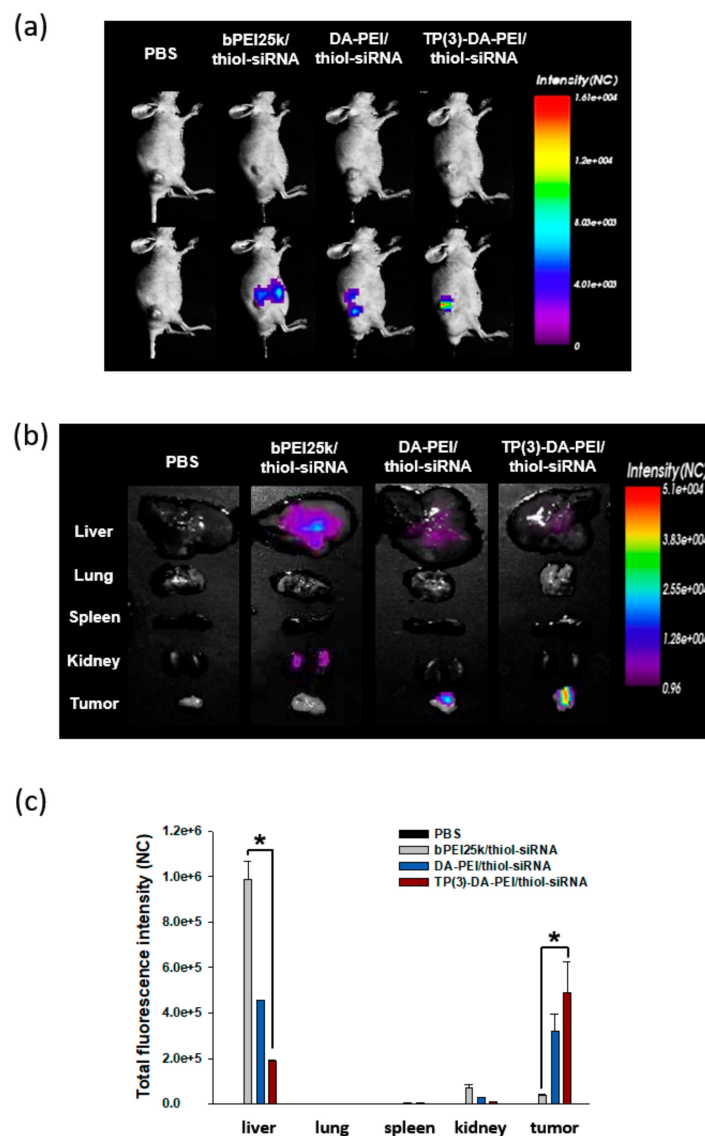 (a)
PBS
bPEI25k/
thiol-siRNA
DA-PEI/
thiol-siRNA
TP(3)-DA-PEI/
thiol-siRNA
Intensity(NC)
1.61e+004
1.2e+004
8.03e+003
4.01e+003
0
(b)
PBS
bPEI25k/
thiol-siRNA
DA-PEI/
thiol-siRNA
TP(3)-DA-PEI/
thiol-siRNA
Intensity(NC)
5.1e+004
3.83e+004
2.55e+004
1.28e+004
0.96
Liver
Lung
Spleen
Kidney
Tumor
(c)
Total fluorescence intensity (NC)
1.2e+6
1.0e+6
8.0e+5
6.0e+5
4.0e+5
2.0e+5
0.0
*
*
PBS
bPEI25k/thiol-siRNA
DA-PEI/thiol-siRNA
TP(3)-DA-PEI/thiol-siRNA
liver lung spleen kidney tumor